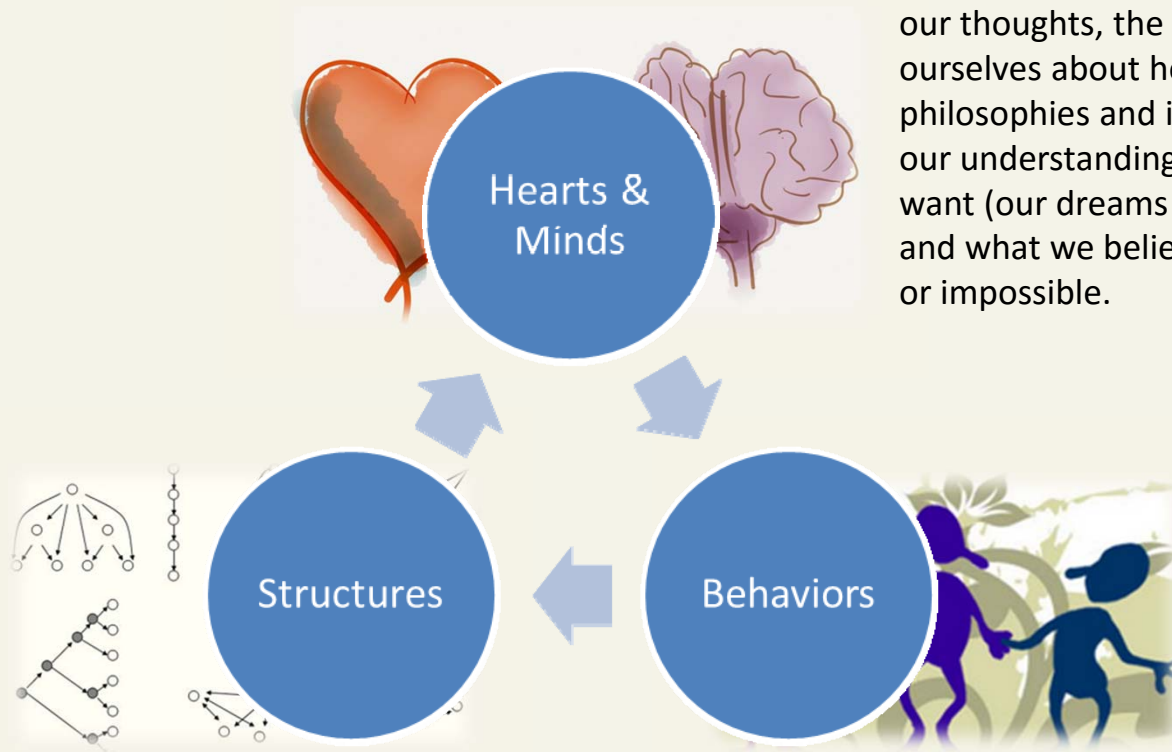 our thoughts, the
ourselves about
philosophies and
our understanding
want (our dreams
and what we
or impossible.
Hearts &
Minds
Structures
Behaviors